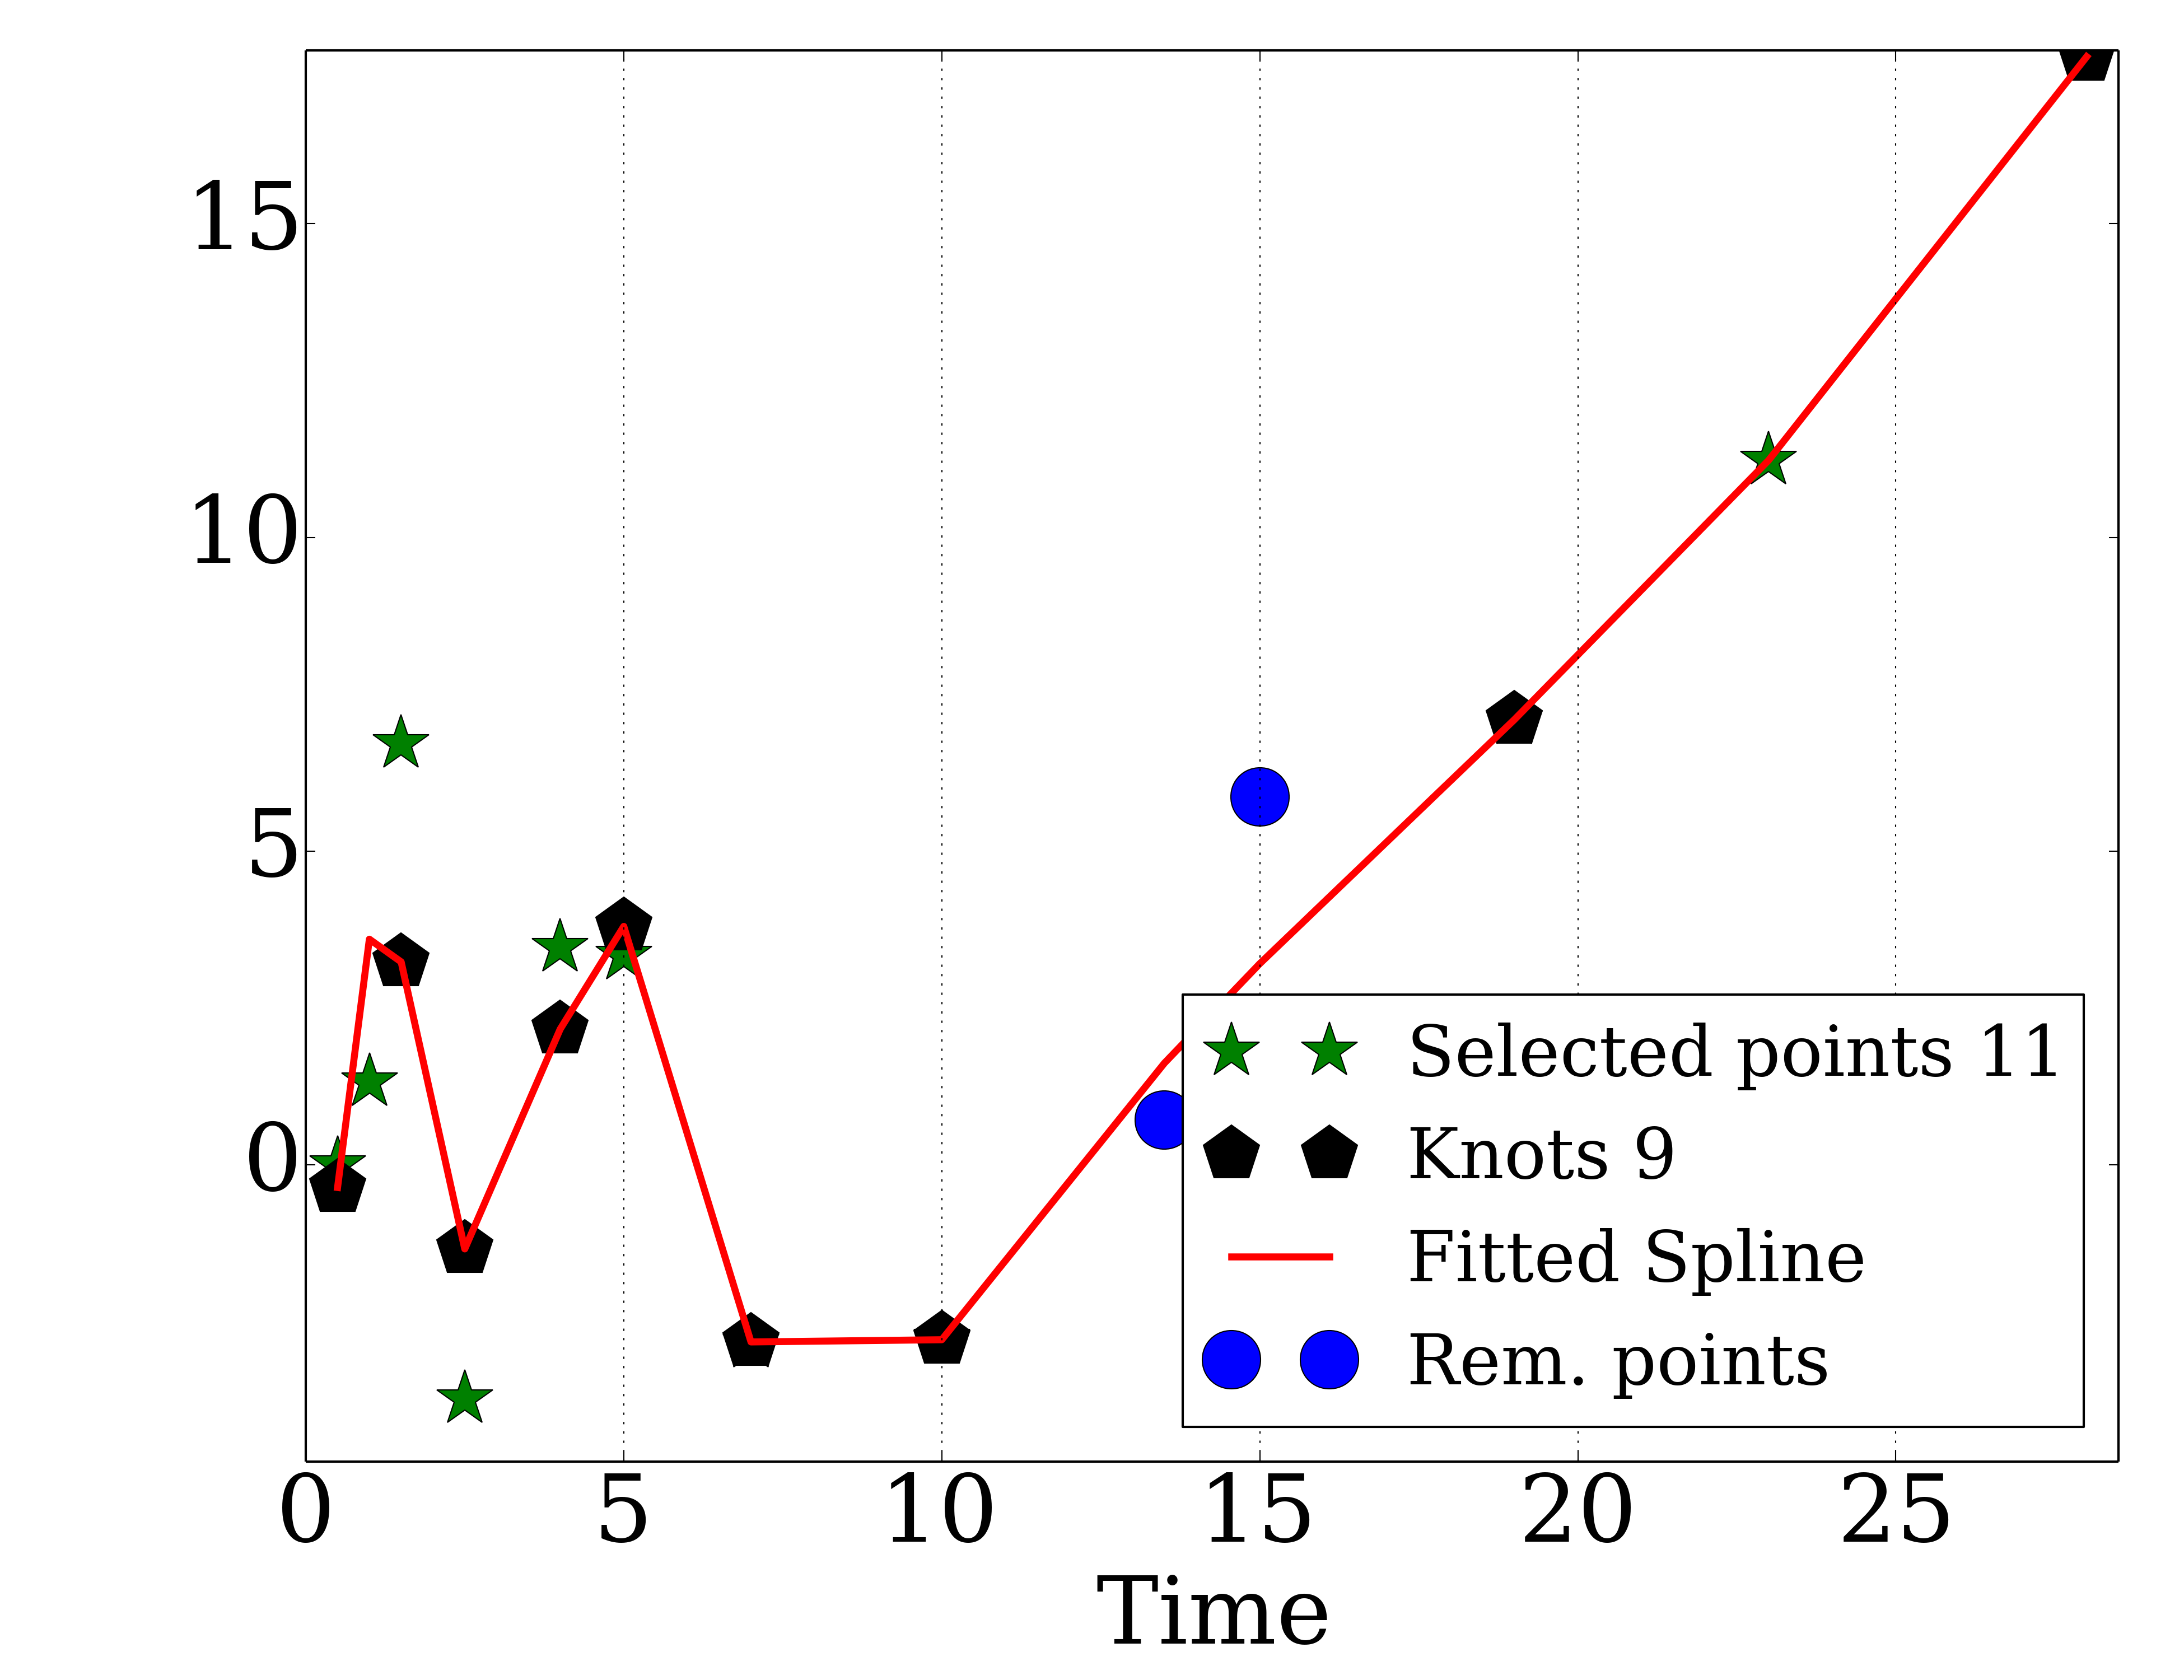 15
10
5
0
Selected points 11
Knots 9
Fitted Spline
Rem. points
0 5 10 15 20 25
Time